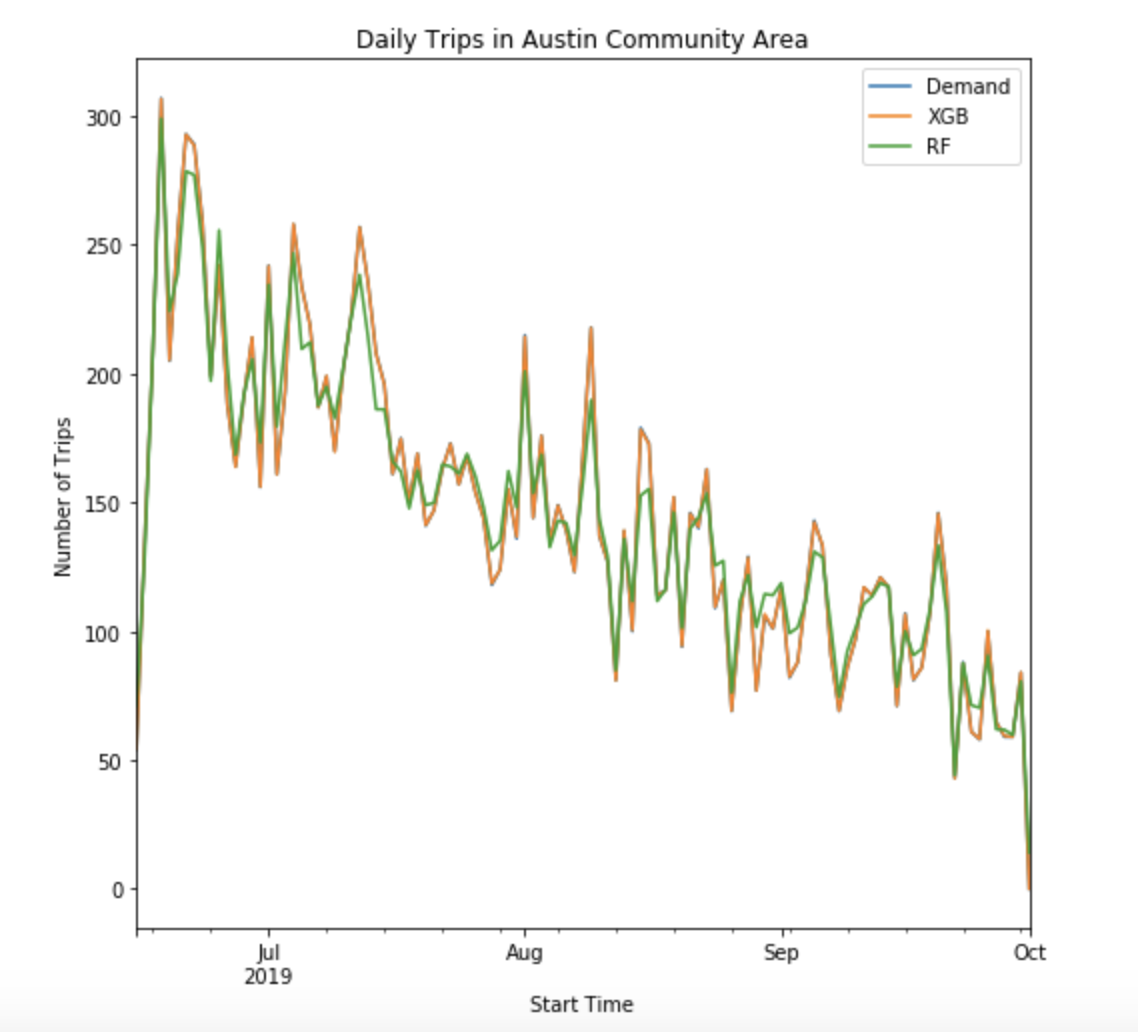 Daily Trips in Austin Community Area
Demand
XGB
RF
300
250
200
150
100
50
0
Number of Trips
Jul
2019
Aug
Sep
Oct
Start Time